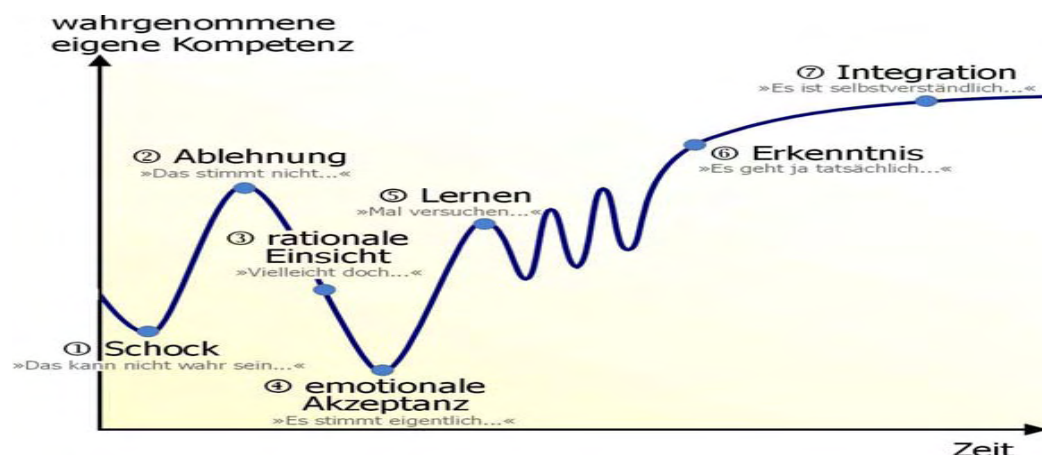 wahrgenommene
eigene Kompetenz
⑦ Integration
»Es ist selbstverständlich...«
② Ablehnung
»Das stimmt nicht...«
⑥ Erkenntnis
»Es geht ja tatsächlich...«
⑤ Lernen
»Mal versuchen...«
③ rationale
Einsicht
»Vielleicht doch...«
① Schock
»Das kann nicht wahr sein...«
④ emotionale
Akzeptanz
»Es stimmt eigentlich...«
Zeit